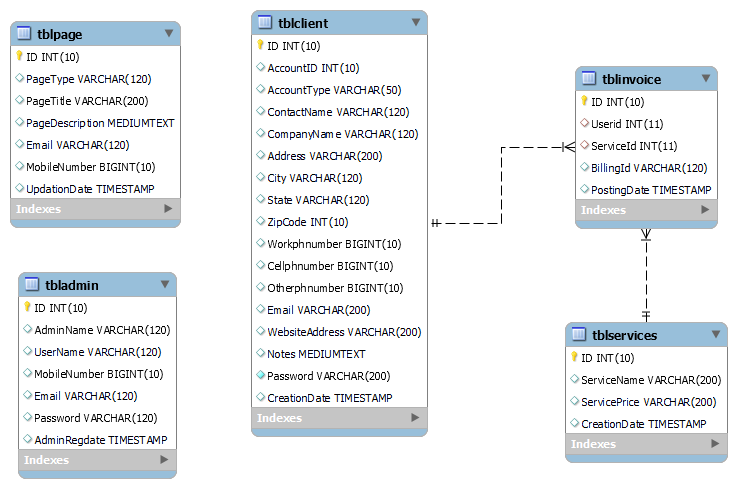 tblpage
ID INT(10)
PageType VARCHAR(120)
PageTitle VARCHAR(200)
PageDescription MEDIUMTEXT
Email VARCHAR(120)
MobileNumber BIGINT(10)
UpdationDate TIMESTAMP
Indexes
tbladmin
ID INT(10)
AdminName VARCHAR(120)
UserName VARCHAR(120)
MobileNumber BIGINT(10)
Email VARCHAR(120)
Password VARCHAR(120)
AdminRegdate TIMESTAMP
Indexes
tblclient
ID INT(10)
AccountID INT(10)
AccountType VARCHAR(50)
ContactName VARCHAR(120)
CompanyName VARCHAR(120)
Address VARCHAR(200)
City VARCHAR(120)
State VARCHAR(120)
ZipCode INT(10)
Workphnumber BIGINT(10)
Cellphnumber BIGINT(10)
Otherphnumber BIGINT(10)
Email VARCHAR(200)
WebsiteAddress VARCHAR(200)
Notes MEDIUMTEXT
Password VARCHAR(200)
CreationDate TIMESTAMP
Indexes
tblinvoice
ID INT(10)
Userid INT(11)
ServiceId INT(11)
BillingId VARCHAR(120)
PostingDate TIMESTAMP
Indexes
tblservices
ID INT(10)
ServiceName VARCHAR(200)
ServicePrice VARCHAR(200)
CreationDate TIMESTAMP
Indexes